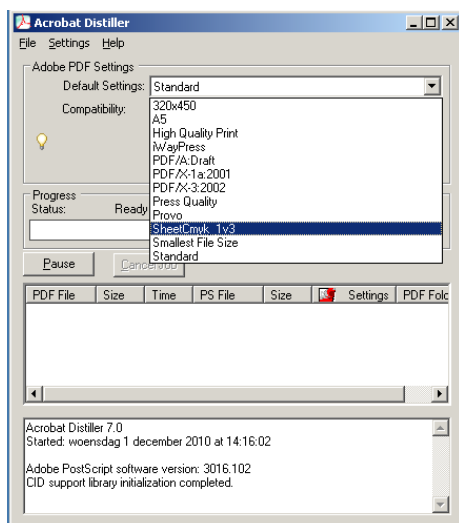 Acrobat Distiller
File Settings Help
Adobe PDF Settings
Default Settings: Standard
Compatibility:
320x450
A5
High Quality Print
iWayPress
PDF/A:Draft
PDF/X-1a:2001
PDF/X-3:2002
Press Quality
Provo
SheetCmyk_1v3
Smallest File Size
Standard
Progress
Status: Ready
Pause Cancel Job
PDF File Size Time PS File Size Settings PDF Folc
Acrobat Distiller 7.0
Started: woensdag 1 december 2010 at 14:16:02
Adobe PostScript software version: 3016.102
CID support library initialization completed.